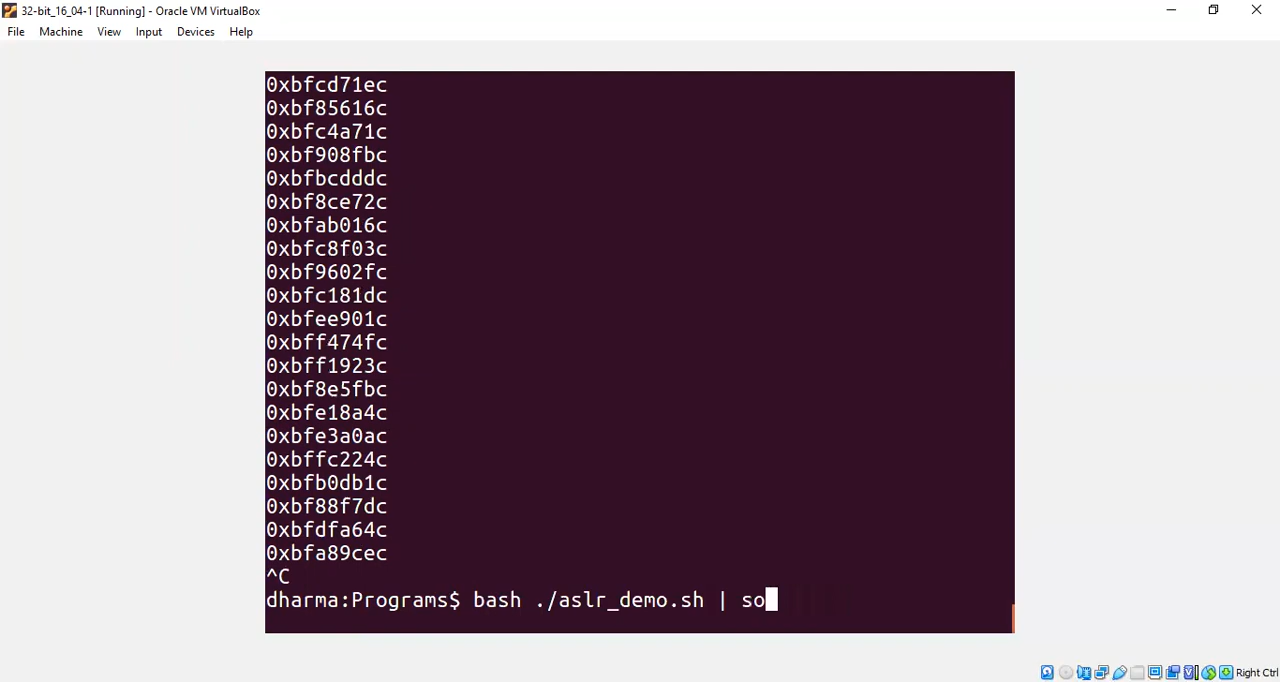 32-bit_16_04-1 [Running] - Oracle VM VirtualBox
File Machine View Input Devices Help
0xbfcd71ec
0xbf85616c
0xbfc4a71c
0xbf908fbc
0xbfbcdddc
0xbf8ce72c
0xbfab016c
0xbfc8f03c
0xbf9602fc
0xbfc181dc
0xbfee901c
0xbff474fc
0xbff1923c
0xbf8e5fbc
0xbfe18a4c
0xbfe3a0ac
0xbffc224c
0xbfb0db1c
0xbf88f7dc
0xbfdfa64c
0xbfa89cec
^C
dharma:Programs$ bash ./aslr_demo.sh | so
Right Ctrl